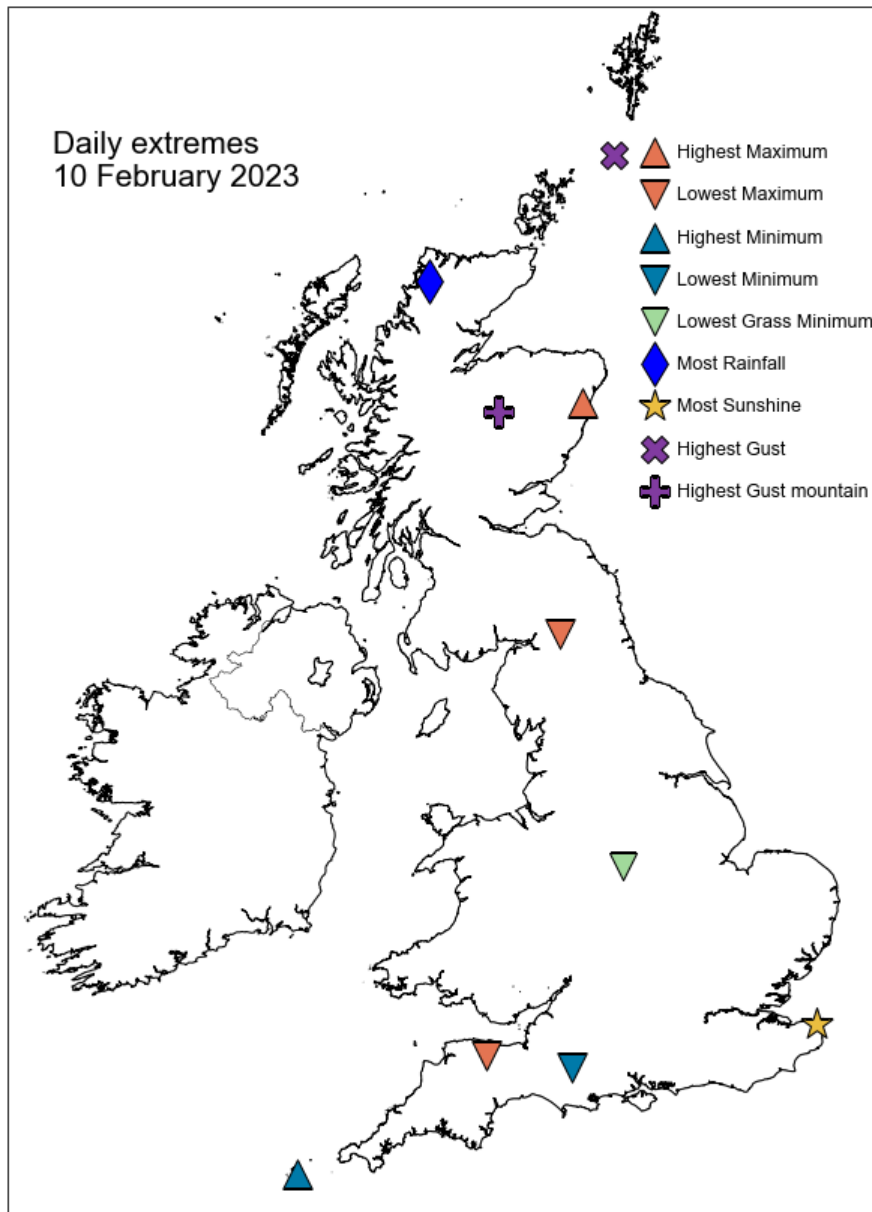 Daily extremes
10 February 2023
Highest Maximum
Lowest Maximum
Highest Minimum
Lowest Minimum
Lowest Grass Minimum
Most Rainfall
Most Sunshine
Highest Gust
Highest Gust mountain